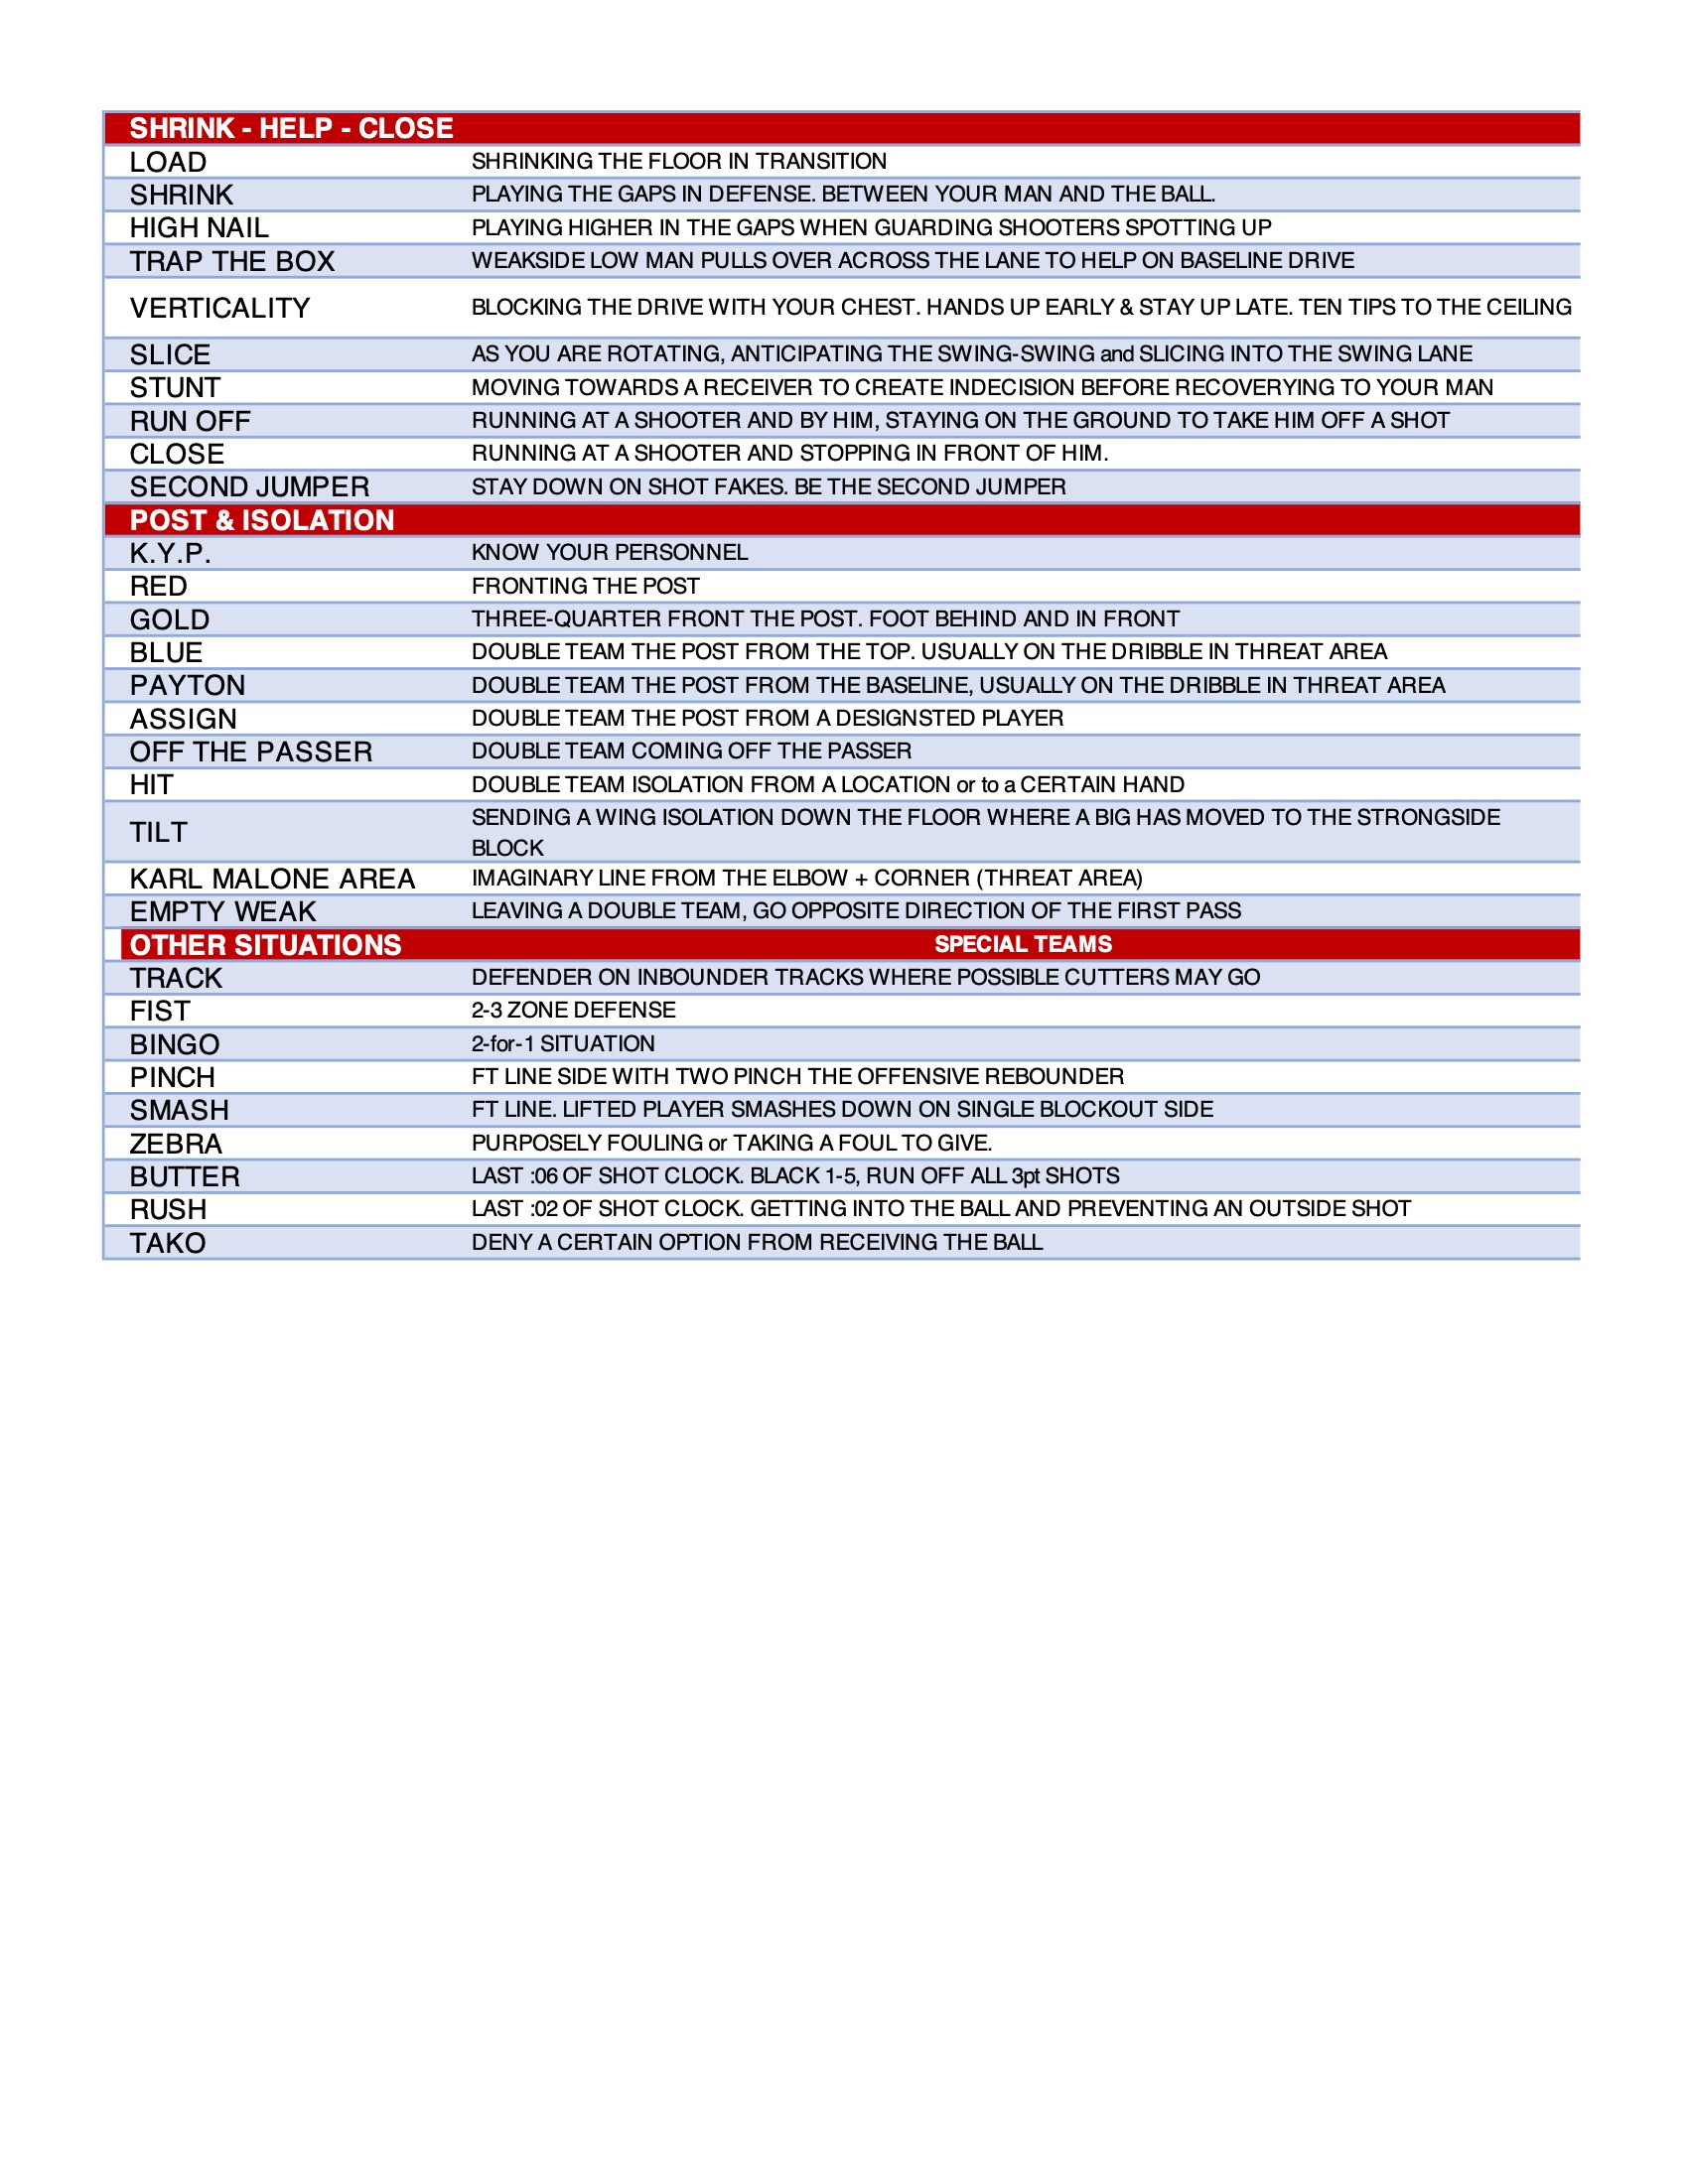 SHRINK - HELP - CLOSE
LOAD SHRINKING THE FLOOR IN TRANSITION
SHRINK PLAYING THE GAPS IN DEFENSE. BETWEEN YOUR MAN AND THE BALL.
HIGH NAIL PLAYING HIGHER IN THE GAPS WHEN GUARDING SHOOTERS SPOTTING UP
TRAP THE BOX WEAKSIDE LOW MAN PULLS OVER ACROSS THE LANE TO HELP ON BASELINE DRIVE
VERTICALITY BLOCKING THE DRIVE WITH YOUR CHEST. HANDS UP EARLY & STAY UP LATE. TEN TIPS TO THE CEILING
SLICE AS YOU ARE ROTATING, ANTICIPATING THE SWING-SWING and SLICING INTO THE SWING LANE
STUNT MOVING TOWARDS A RECEIVER TO CREATE INDECISION BEFORE RECOVERYING TO YOUR MAN
RUN OFF RUNNING AT A SHOOTER AND BY HIM, STAYING ON THE GROUND TO TAKE HIM OFF A SHOT
CLOSE RUNNING AT A SHOOTER AND STOPPING IN FRONT OF HIM.
SECOND JUMPER STAY DOWN ON SHOT FAKES. BE THE SECOND JUMPER
POST & ISOLATION
K.Y.P. KNOW YOUR PERSONNEL
RED FRONTING THE POST
GOLD THREE-QUARTER FRONT THE POST. FOOT BEHIND AND IN FRONT
BLUE DOUBLE TEAM THE POST FROM THE TOP. USUALLY ON THE DRIBBLE IN THREAT AREA
PAYTON DOUBLE TEAM THE POST FROM THE BASELINE, USUALLY ON THE DRIBBLE IN THREAT AREA
ASSIGN DOUBLE TEAM THE POST FROM A DESIGNSTED PLAYER
OFF THE PASSER DOUBLE TEAM COMING OFF THE PASSER
HIT DOUBLE TEAM ISOLATION FROM A LOCATION or to a CERTAIN HAND
TILT SENDING A WING ISOLATION DOWN THE FLOOR WHERE A BIG HAS MOVED TO THE STRONGSIDE
BLOCK
KARL MALONE AREA IMAGINARY LINE FROM THE ELBOW + CORNER (THREAT AREA)
EMPTY WEAK LEAVING A DOUBLE TEAM, GO OPPOSITE DIRECTION OF THE FIRST PASS
OTHER SITUATIONS SPECIAL TEAMS
TRACK DEFENDER ON INBOUNDER TRACKS WHERE POSSIBLE CUTTERS MAY GO
FIST 2-3 ZONE DEFENSE
BINGO 2-for-1 SITUATION
PINCH FT LINE SIDE WITH TWO PINCH THE OFFENSIVE REBOUNDER
SMASH FT LINE. LIFTED PLAYER SMASHES DOWN ON SINGLE BLOCKOUT SIDE
ZEBRA PURPOSELY FOULING or TAKING A FOUL TO GIVE.
BUTTER LAST :06 OF SHOT CLOCK. BLACK 1-5, RUN OFF ALL 3pt SHOTS
RUSH LAST :02 OF SHOT CLOCK. GETTING INTO THE BALL AND PREVENTING AN OUTSIDE SHOT
TAKO DENY A CERTAIN OPTION FROM RECEIVING THE BALL